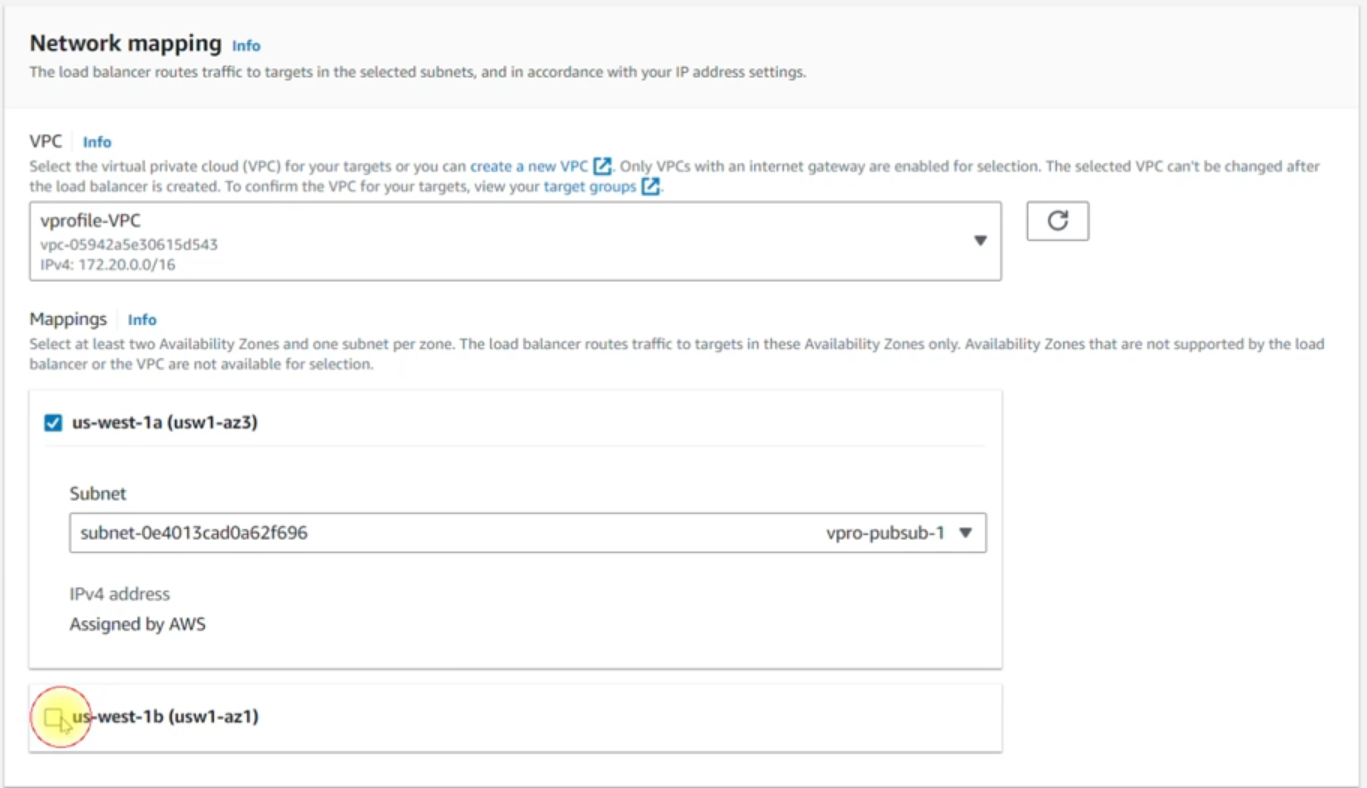 Network mapping Info
The load balancer routes traffic to targets in the selected subnets, and in accordance with your IP address settings.
VPC Info
Select the virtual private cloud (VPC) for your targets or you can create a new VPC. Only VPCs with an internet gateway are enabled for selection. The selected VPC can't be changed after
the load balancer is created. To confirm the VPC for your targets, view your target groups.
vprofile-VPC
vpc-05942a5e30615d543
IPv4: 172.20.0.0/16
Mappings Info
Select at least two Availability Zones and one subnet per zone. The load balancer routes traffic to targets in these Availability Zones only. Availability Zones that are not supported by the load
balancer or the VPC are not available for selection.
us-west-1a (usw1-az3)
Subnet
subnet-0e4013cad0a62f696 vpro-pubsub-1
IPv4 address
Assigned by AWS
us-west-1b (usw1-az1)